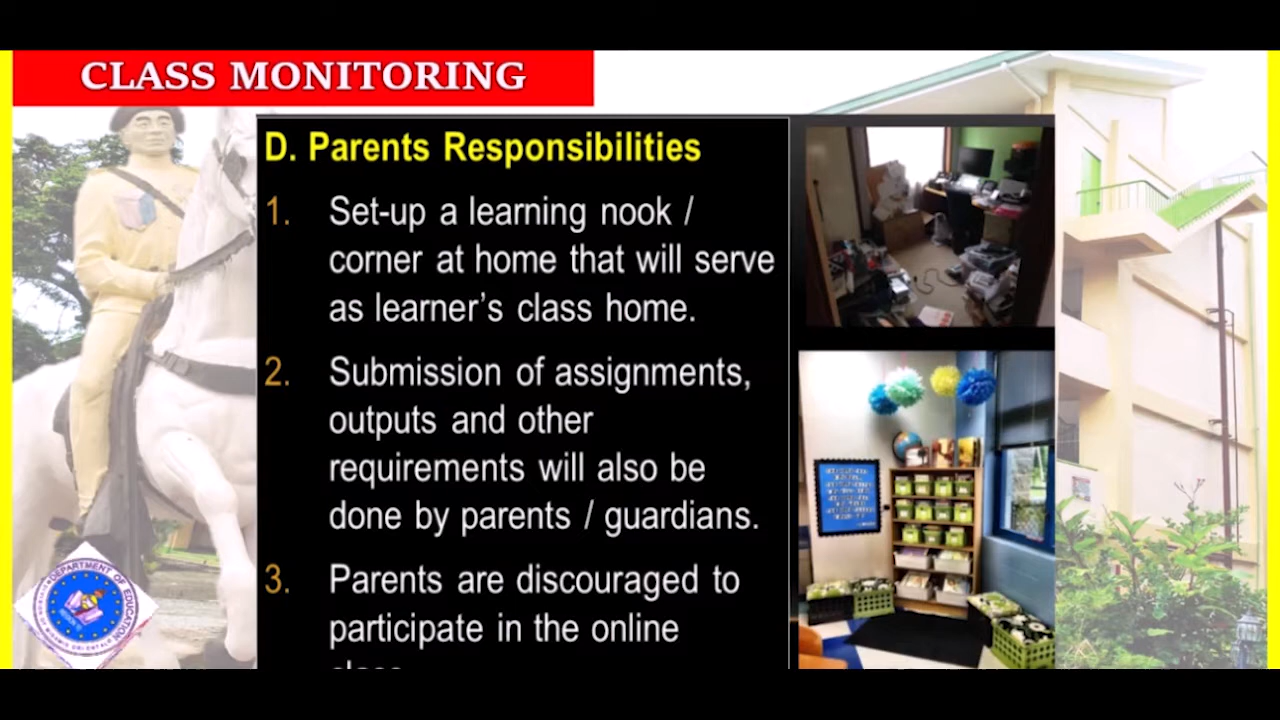 CLASS MONITORING
D. Parents Responsibilities
1. Set-up a learning nook /
corner at home that will serve
as learner’s class home.
2. Submission of assignments,
outputs and other
requirements will also be
done by parents / guardians.
3. Parents are discouraged to
participate in the online
DEPARTMENT OF EDUCATION